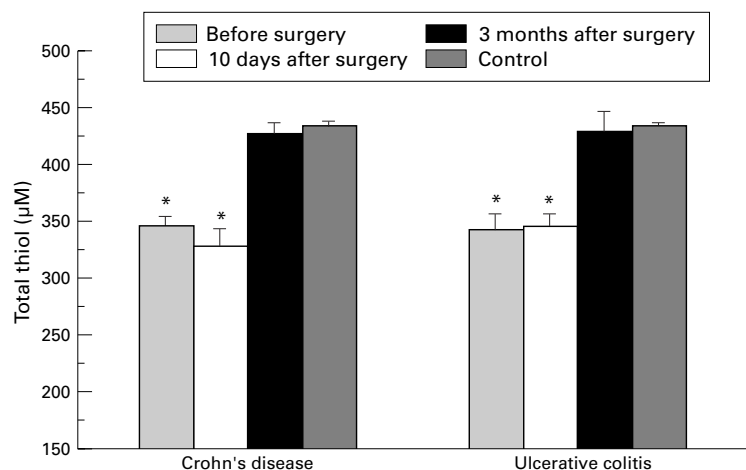 500
450
400
350
300
250
200
150
Total thiol (µM)
Before surgery
10 days after surgery
3 months after surgery
Control
* * * *
Crohn's disease
Ulcerative colitis